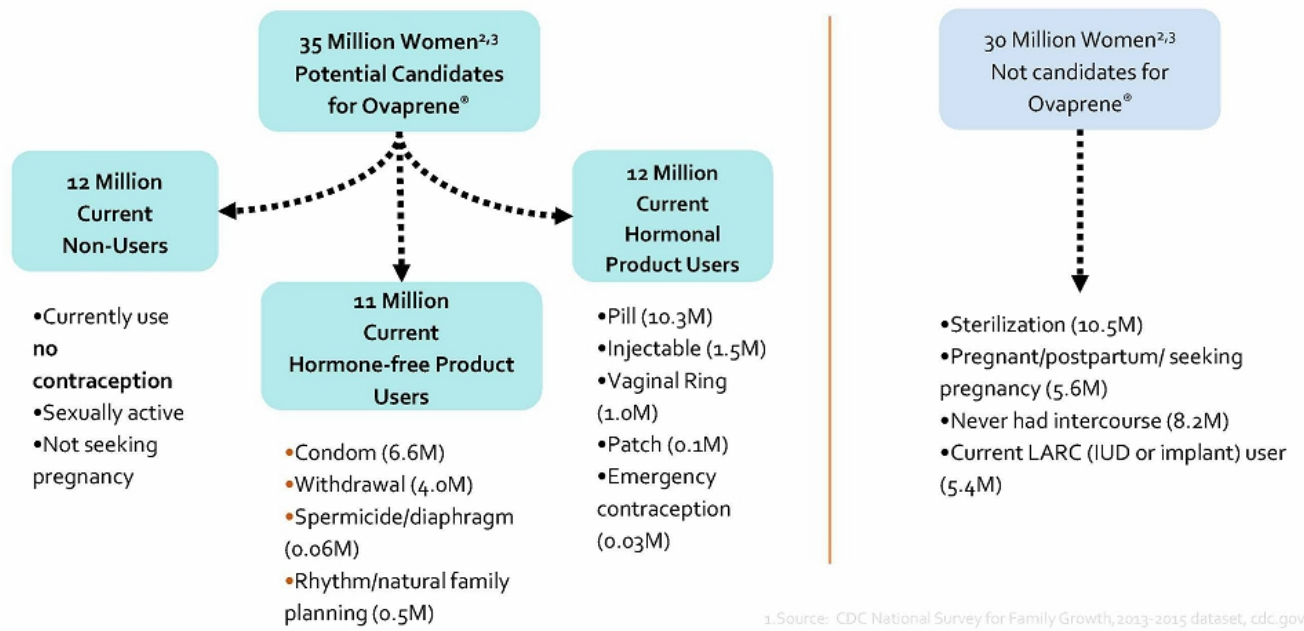 35 Million Women2,3
Potential Candidates
for Ovaprene®
12 Million
Current
Non-Users
•Currently use
no
contraception
•Sexually active
•Not seeking
pregnancy
11 Million
Current
Hormone-free Product
Users
•Condom (6.6M)
•Withdrawal (4.0M)
•Spermicide/diaphragm
(0.06M)
•Rhythm/natural family
planning (0.5M)
12 Million
Current
Hormonal
Product Users
•Pill (10.3M)
•Injectable (1.5M)
•Vaginal Ring
(1.0M)
•Patch (0.1M)
•Emergency
contraception
(0.03M)
30 Million Women2,3
Not candidates for
Ovaprene®
•Sterilization (10.5M)
•Pregnant/postpartum/ seeking
pregnancy (5.6M)
•Never had intercourse (8.2M)
•Current LARC (IUD or implant) user
(5.4M)
1.Source: CDC National Survey for Family Growth, 2013-2015 dataset, cdc.gov